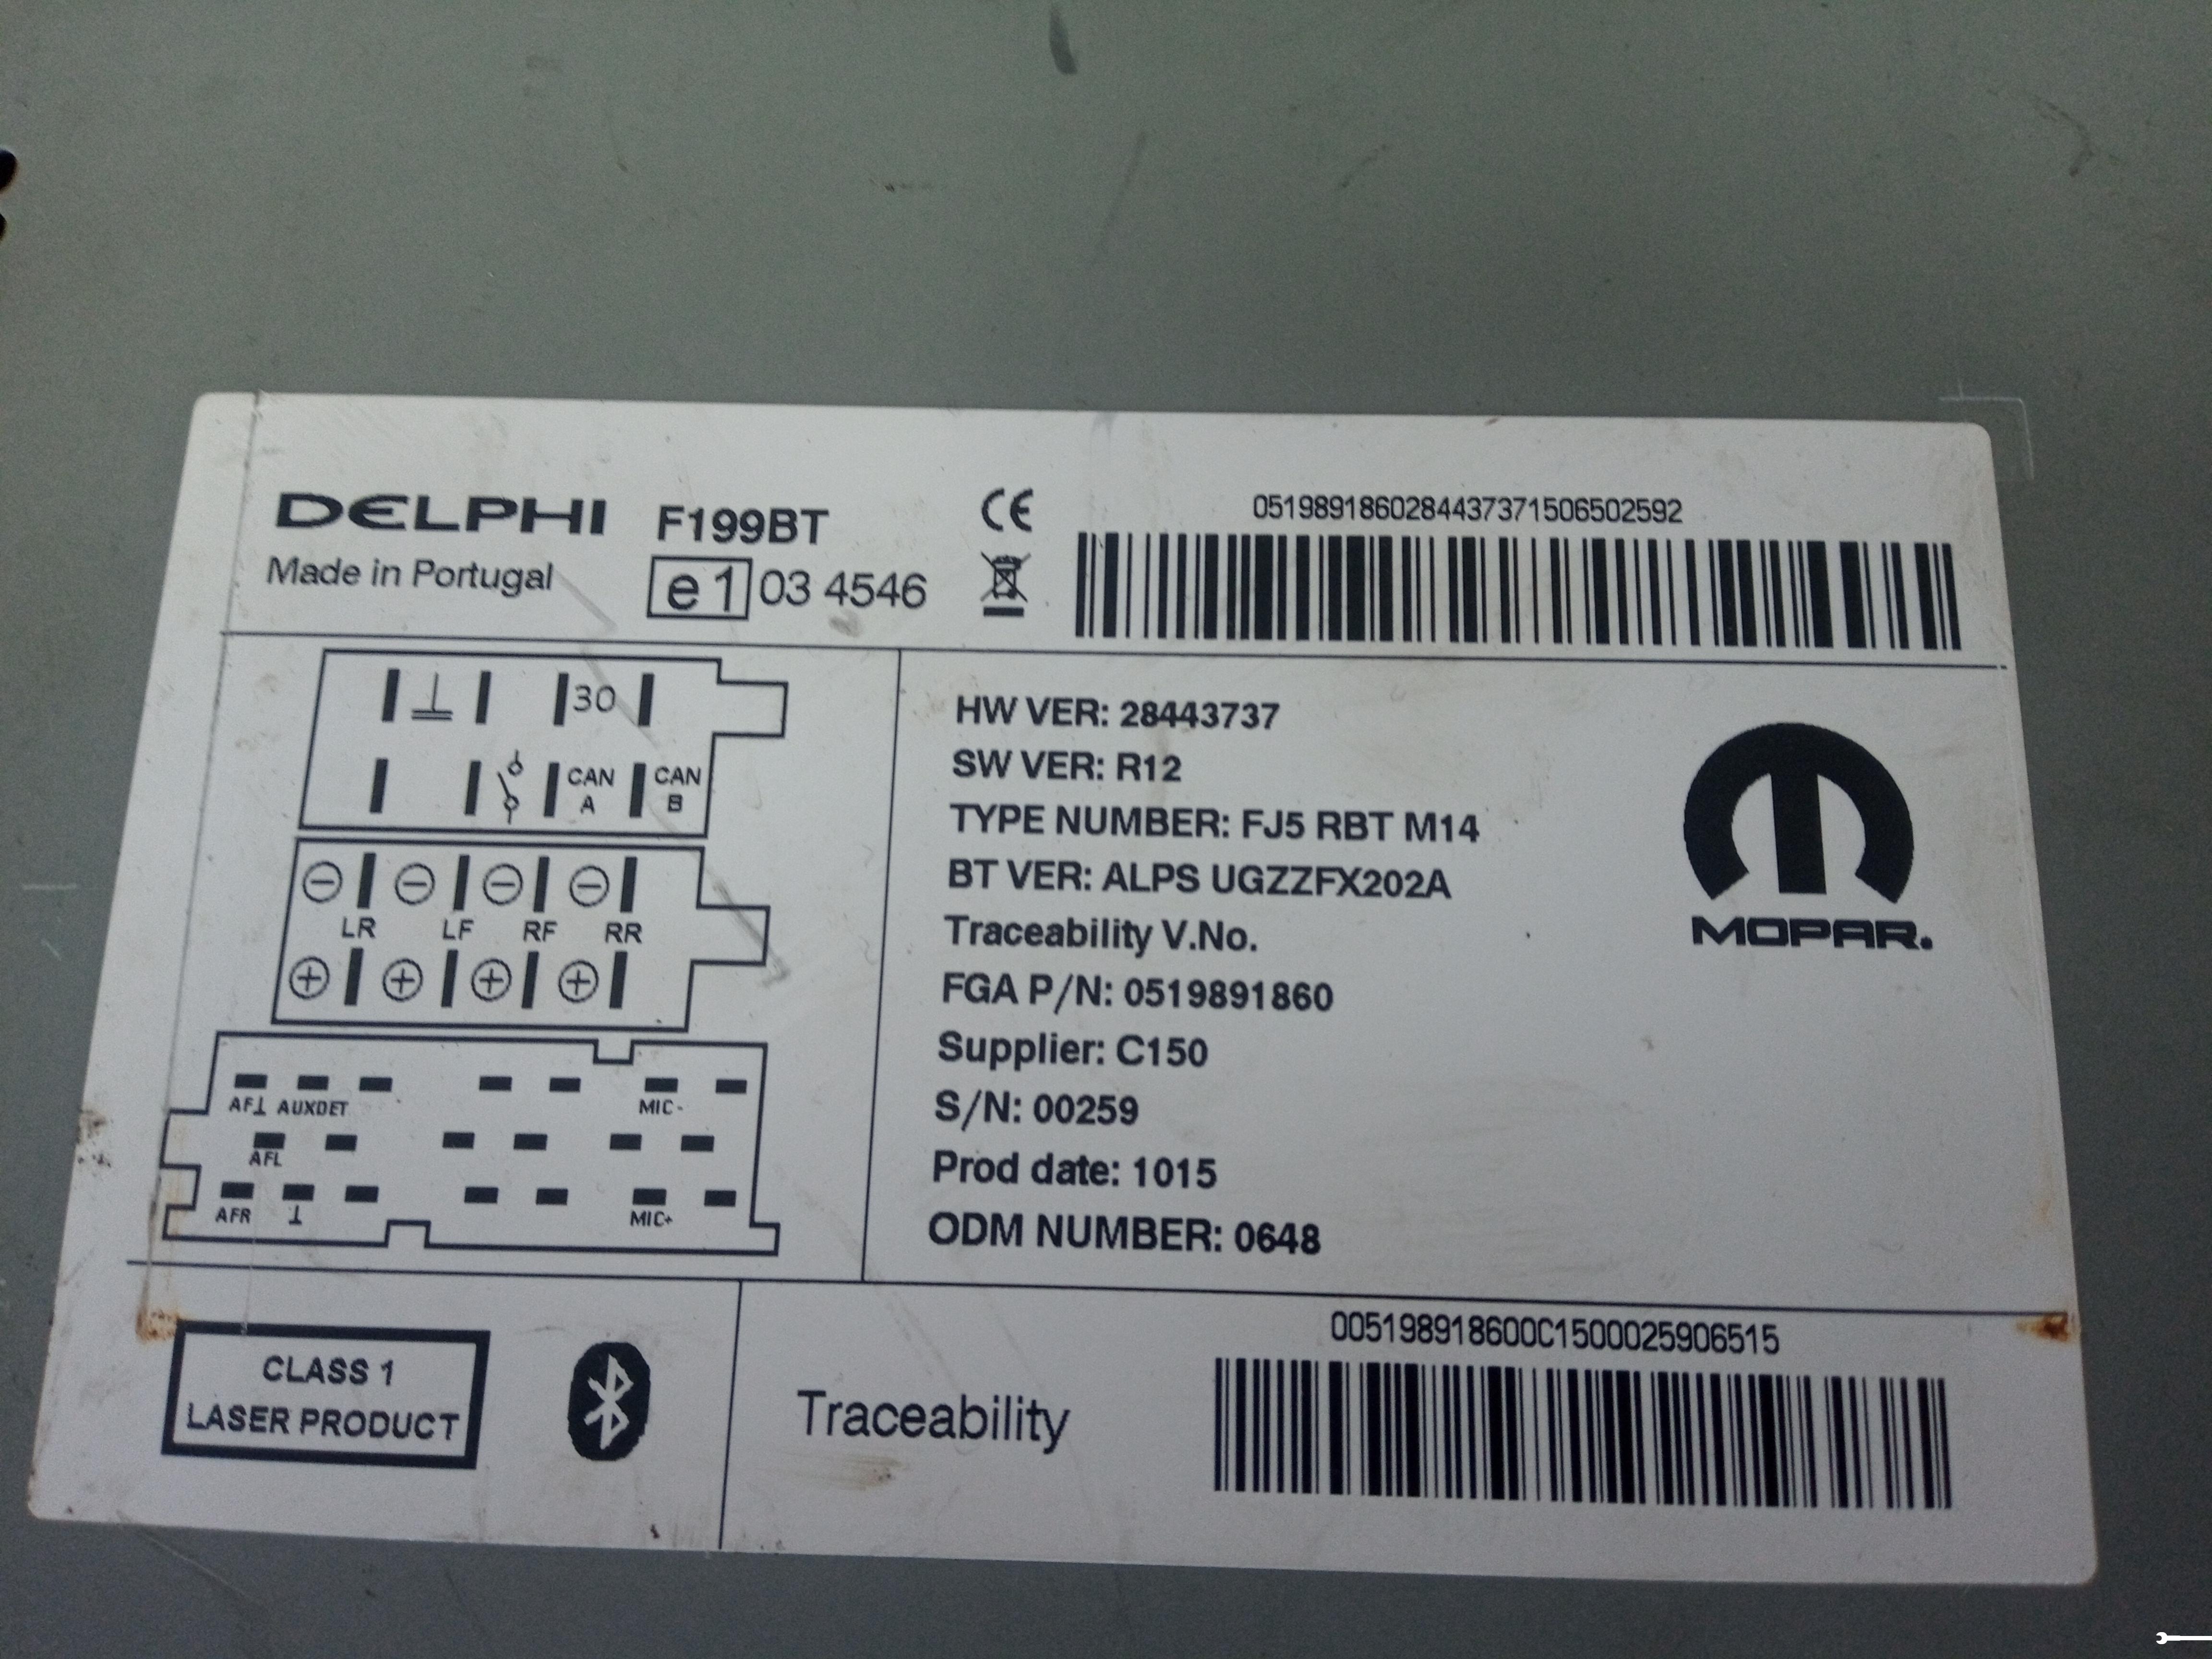 DELPHI F199BT
Made in Portugal
e1 03 4546
CE
0519891860284437371506502592
30
CAN A
CAN B
LR LF RF RR
AF⊥ AUXDET MIC-
AFL
AFR ⊥ MIC+
HW VER: 28443737
SW VER: R12
TYPE NUMBER: FJ5 RBT M14
BT VER: ALPS UGZZFX202A
Traceability V.No.
FGA P/N: 0519891860
Supplier: C150
S/N: 00259
Prod date: 1015
ODM NUMBER: 0648
MOPAR.
CLASS 1
LASER PRODUCT
Traceability
005198918600C1500025906515